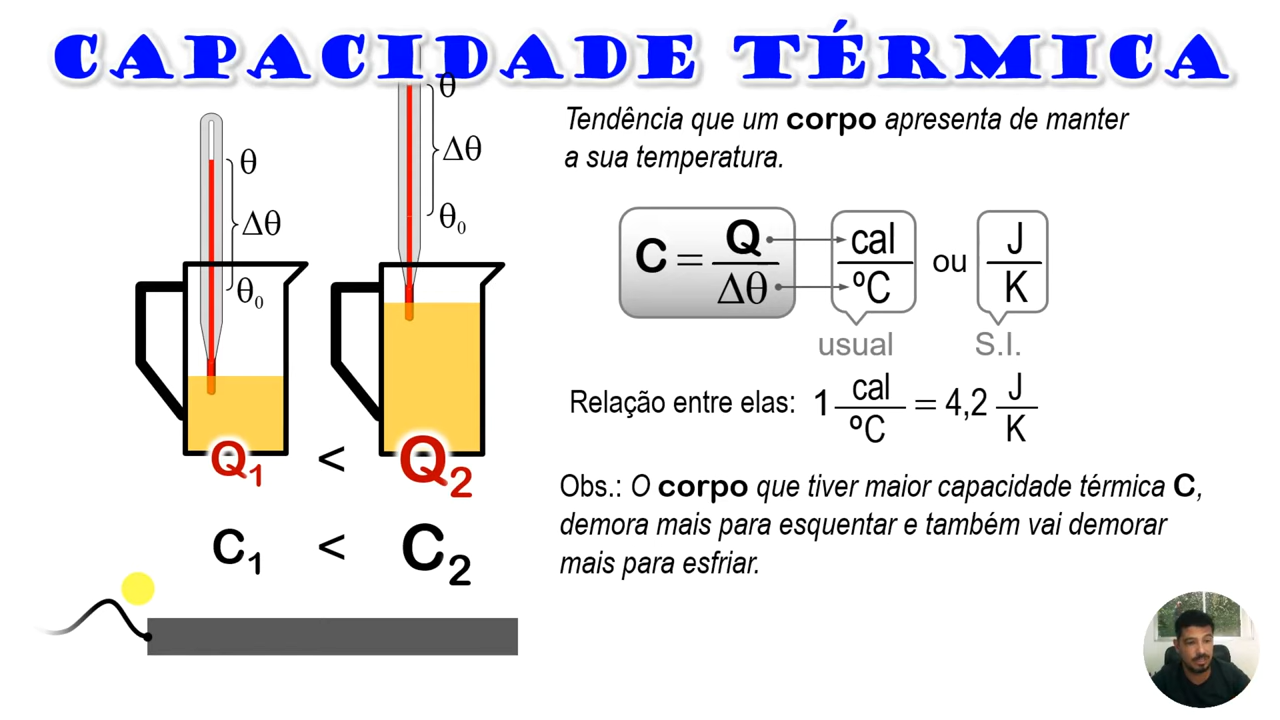 CAPACIDADE TÉRMICA
θ
Δθ
θ0
θ
Δθ
θ0
Q1 < Q2
C1 < C2
Tendência que um corpo apresenta de manter
a sua temperatura.
C = Q/Δθ cal/ºC ou J/K
usual S.I.
Relação entre elas: 1 cal/ºC = 4,2 J/K
Obs.: O corpo que tiver maior capacidade térmica C,
demora mais para esquentar e também vai demorar
mais para esfriar.